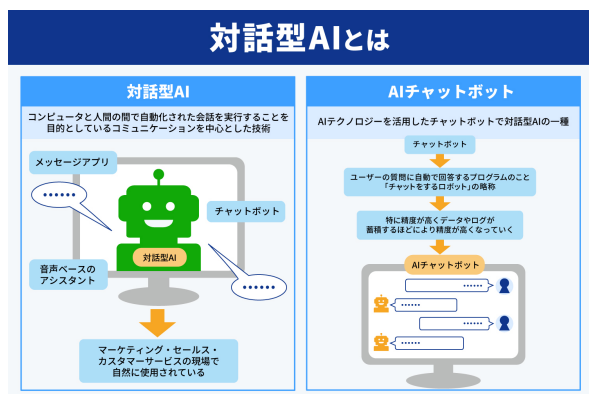 対話型AIとは
対話型AI
コンピュータと人間の間で自動化された会話を実行することを
目的としているコミュニケーションを中心とした技術
メッセージアプリ
チャットボット
対話型AI
音声ベースの
アシスタント
マーケティング・セールス・
カスタマーサービスの現場で
自然に使用されている
AIチャットボット
AIテクノロジーを活用したチャットボットで対話型AIの一種
チャットボット
ユーザーの質問に自動で回答するプログラムのこと
「チャットをするロボット」の略称
特に精度が高くデータやログが
蓄積するほどにより精度が高くなっていく
AIチャットボット